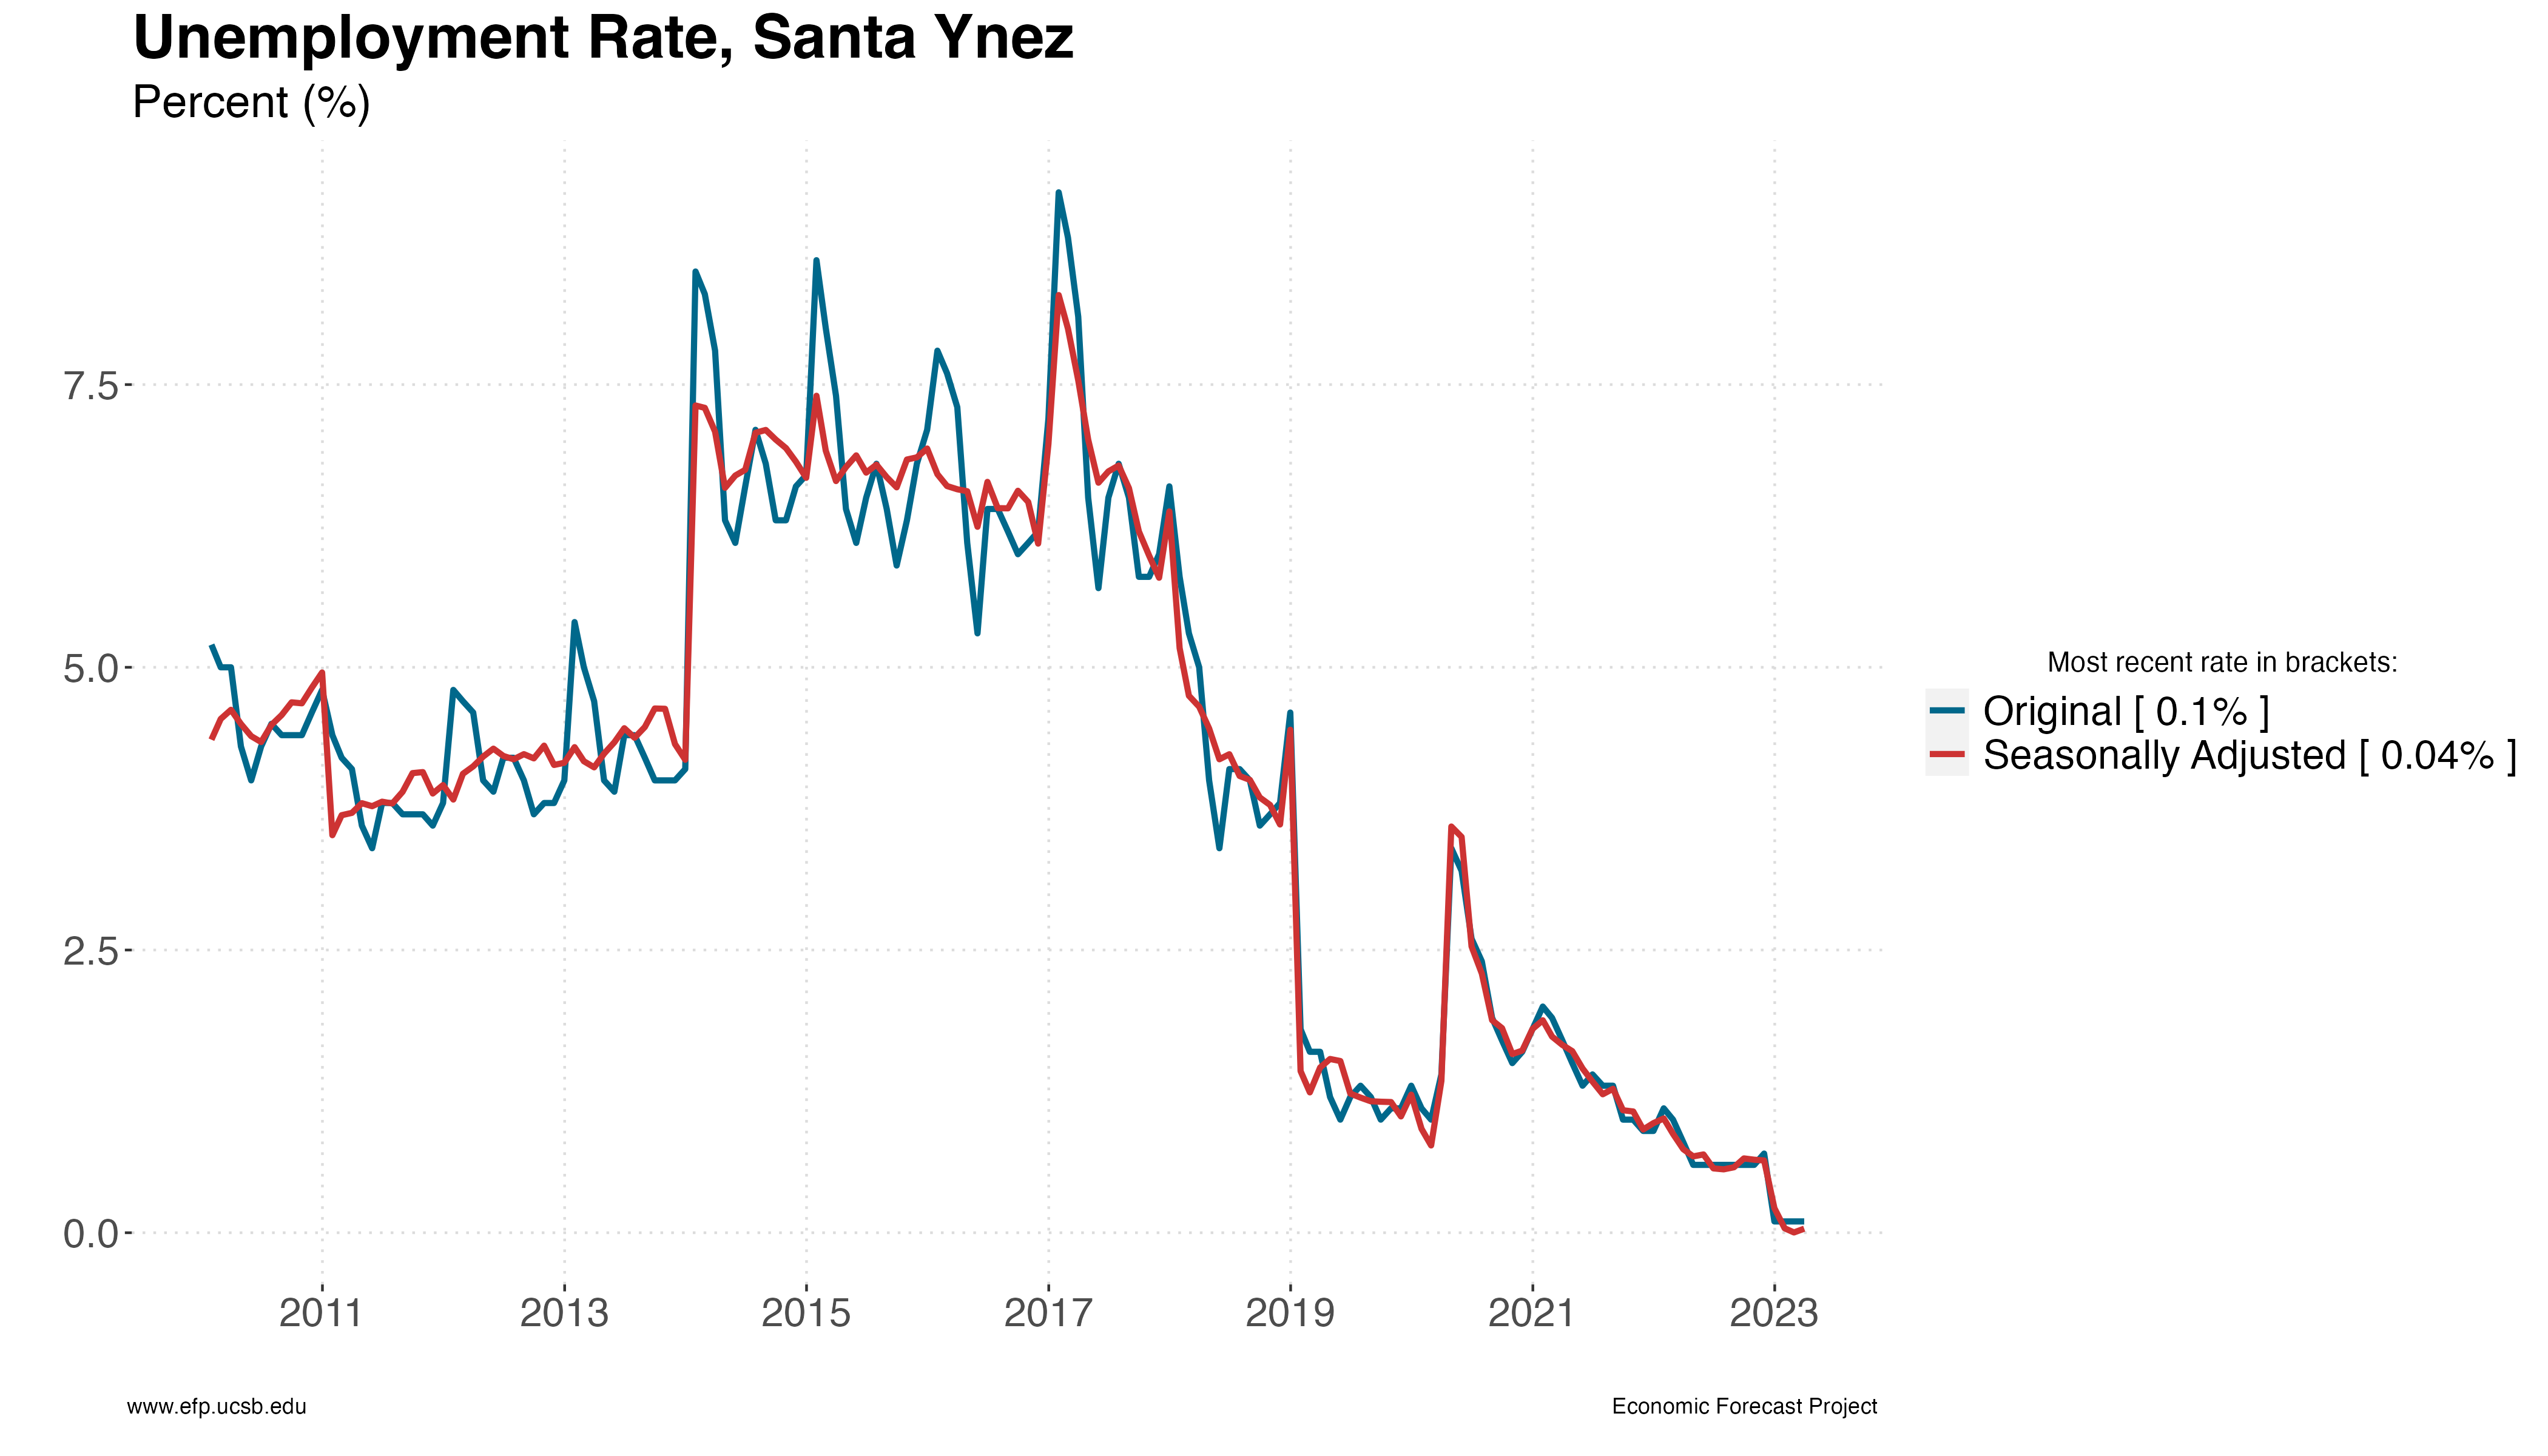 Unemployment Rate, Santa Ynez
Percent (%)
7.5
5.0
2.5
0.0
2011 2013 2015 2017 2019 2021 2023
Most recent rate in brackets:
Original [ 0.1% ]
Seasonally Adjusted [ 0.04% ]
www.efp.ucsb.edu
Economic Forecast Project